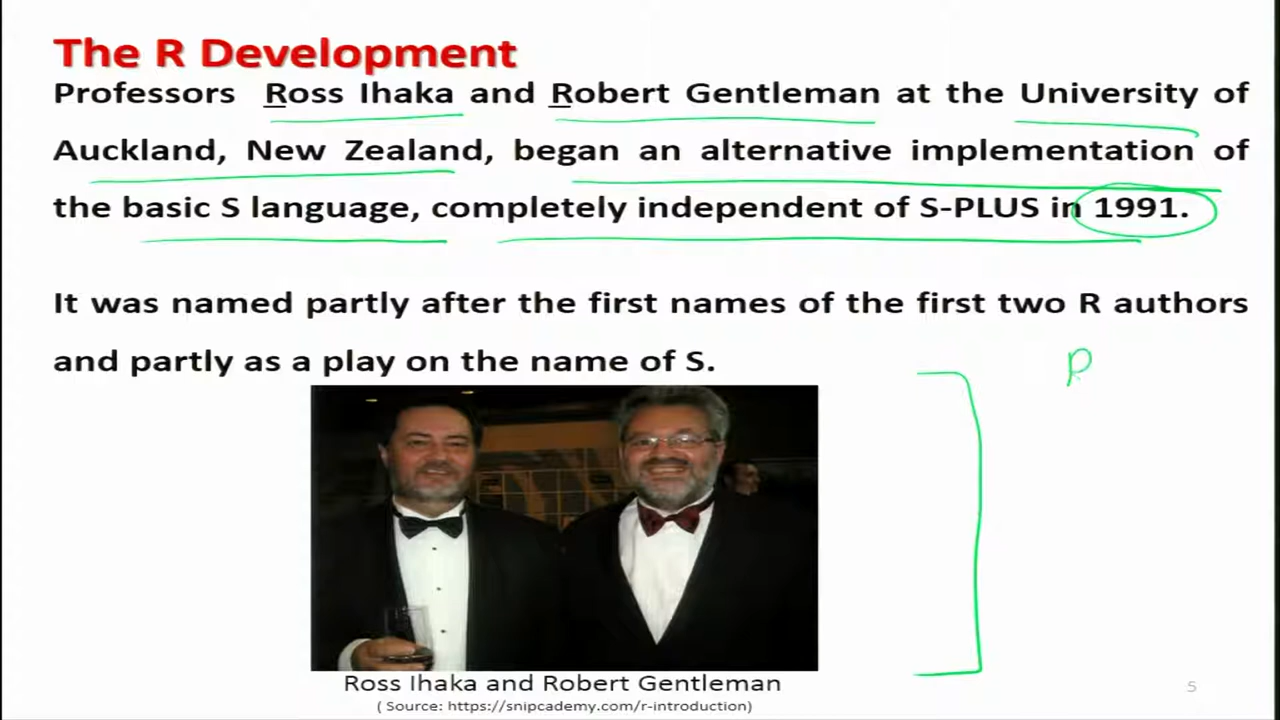 The R Development
Professors Ross Ihaka and Robert Gentleman at the University of
Auckland, New Zealand, began an alternative implementation of
the basic S language, completely independent of S-PLUS in 1991.
It was named partly after the first names of the first two R authors
and partly as a play on the name of S.
R
Ross Ihaka and Robert Gentleman
( Source: https://snipcademy.com/r-introduction)
5